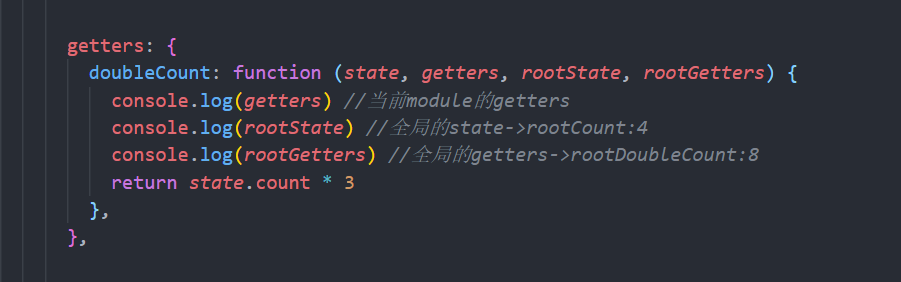 getters: {
doubleCount: function (state, getters, rootState, rootGetters) {
console.log(getters) //当前module的getters
console.log(rootState) //全局的state->rootCount:4
console.log(rootGetters) //全局的getters->rootDoubleCount:8
return state.count * 3
},
},